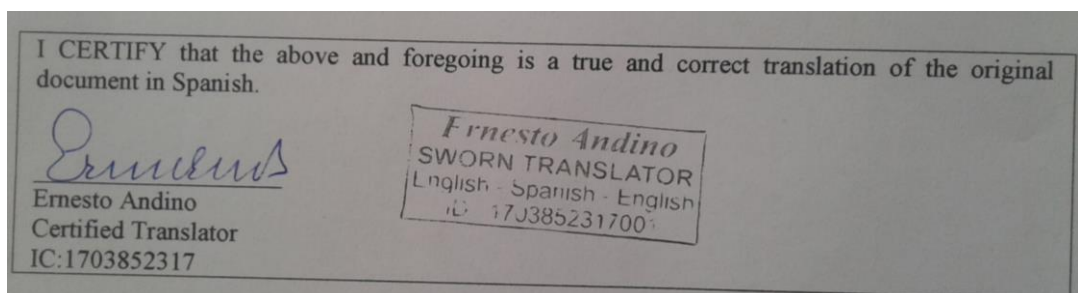 I CERTIFY that the above and foregoing is a true and correct translation of the original
document in Spanish.
Ernesto Andino
SWORN TRANSLATOR
English - Spanish - English
Ernesto Andino
Certified Translator
IC:1703852317